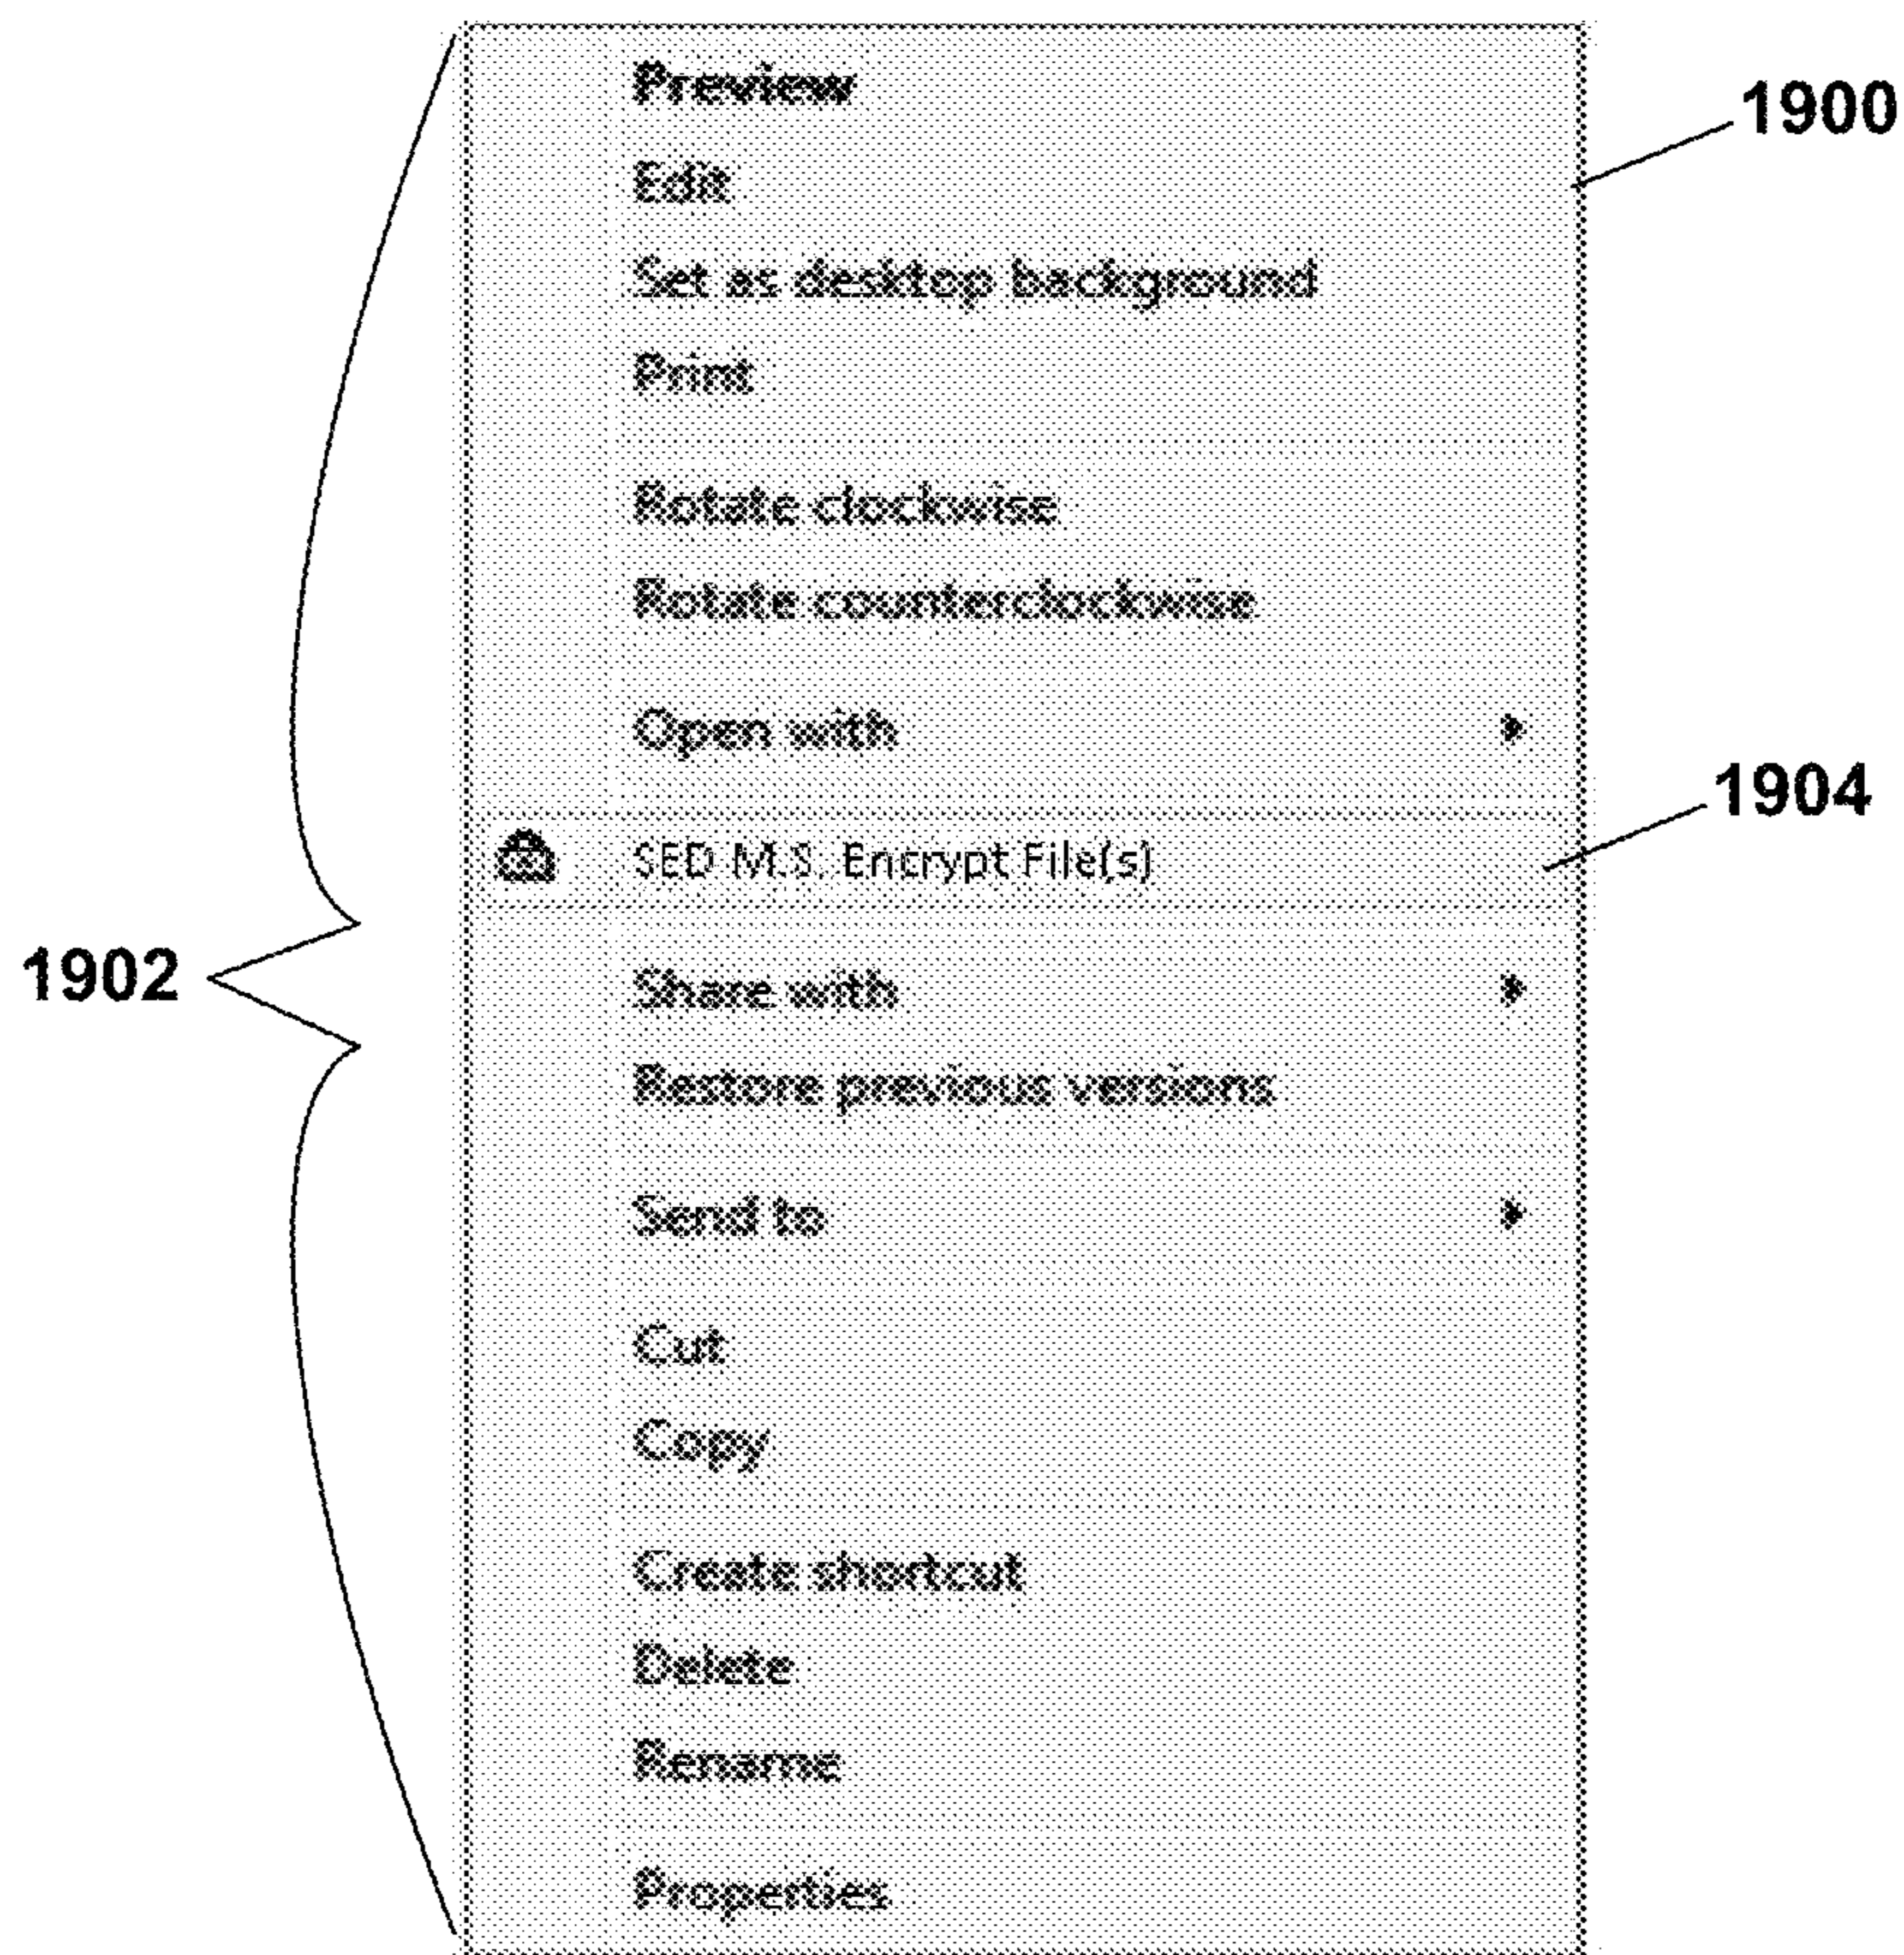 Preview
1900
Edit
Set as desktop background
Print
Rotate clockwise
Rotate counterclockwise
Open with
1904
SED M.S. Encrypt File(s)
1902
Share with
Restore previous versions
Send to
Cut
Copy
Create shortcut
Delete
Rename
Properties